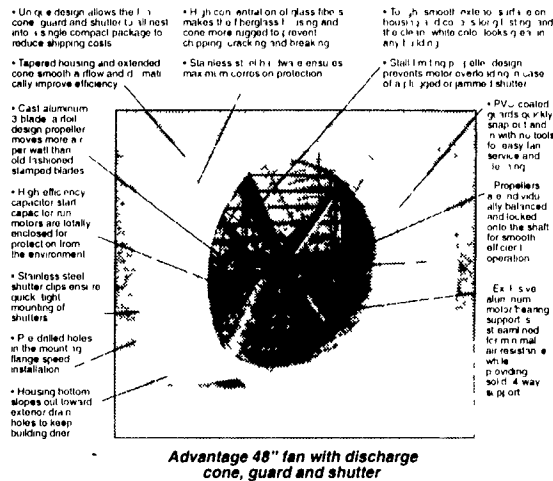 • Unique design allows the fan
cone, guard and shutter to all nest
into a single compact package to
reduce shipping costs
• Tapered housing and extended
cone smooth airflow and dramati-
cally improve efficiency
• Cast aluminum
3 blade airfoil
design propeller
moves more air
per watt than
old fashioned
stamped blades
• High efficiency
capacitor start
capacitor run
motors are totally
enclosed for
protection from
the environment
• Stainless steel
shutter clips ensure
quick tight
mounting of
shutters
• Pre drilled holes
in the mounting
flange speed
installation
• Housing bottom
slopes out toward
exterior drain
holes to keep
building drier
• High concentration of glass fibers
makes the fiberglass housing and
cone more rugged to prevent
chipping, cracking and breaking
• Stainless steel hardware ensures
maximum corrosion protection
• Tough smooth exterior surface on
housing and cone is long lasting and
the clean, white color looks great in
any building
• Stall limiting propeller design
prevents motor overloading in case
of a plugged or jammed shutter
• PVC coated
guards quickly
snap out and
in with no tools
for easy fan
service and
cleaning
Propellers
are individu-
ally balanced
and locked
onto the shaft
for smooth
efficient
operation
Exclusive
aluminum
motor/bearing
support is
streamlined
for minimal
air resistance
while
providing
solid 4 way
support
Advantage 48" fan with discharge
cone, guard and shutter